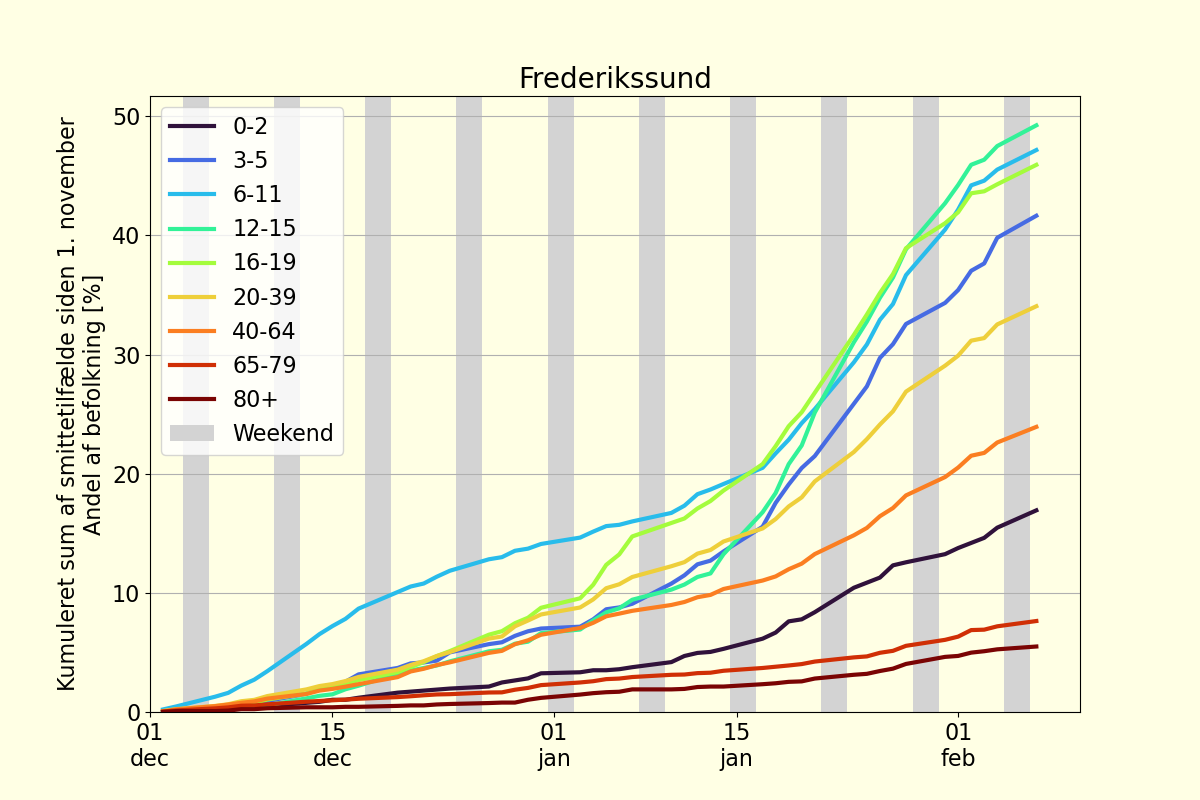 Frederikssund
Kumuleret sum af smittetilfælde siden 1. november
Andel af befolkning [%]
50
40
30
20
10
0
0-2
3-5
6-11
12-15
16-19
20-39
40-64
65-79
80+
Weekend
01
dec
15
dec
01
jan
15
jan
01
feb